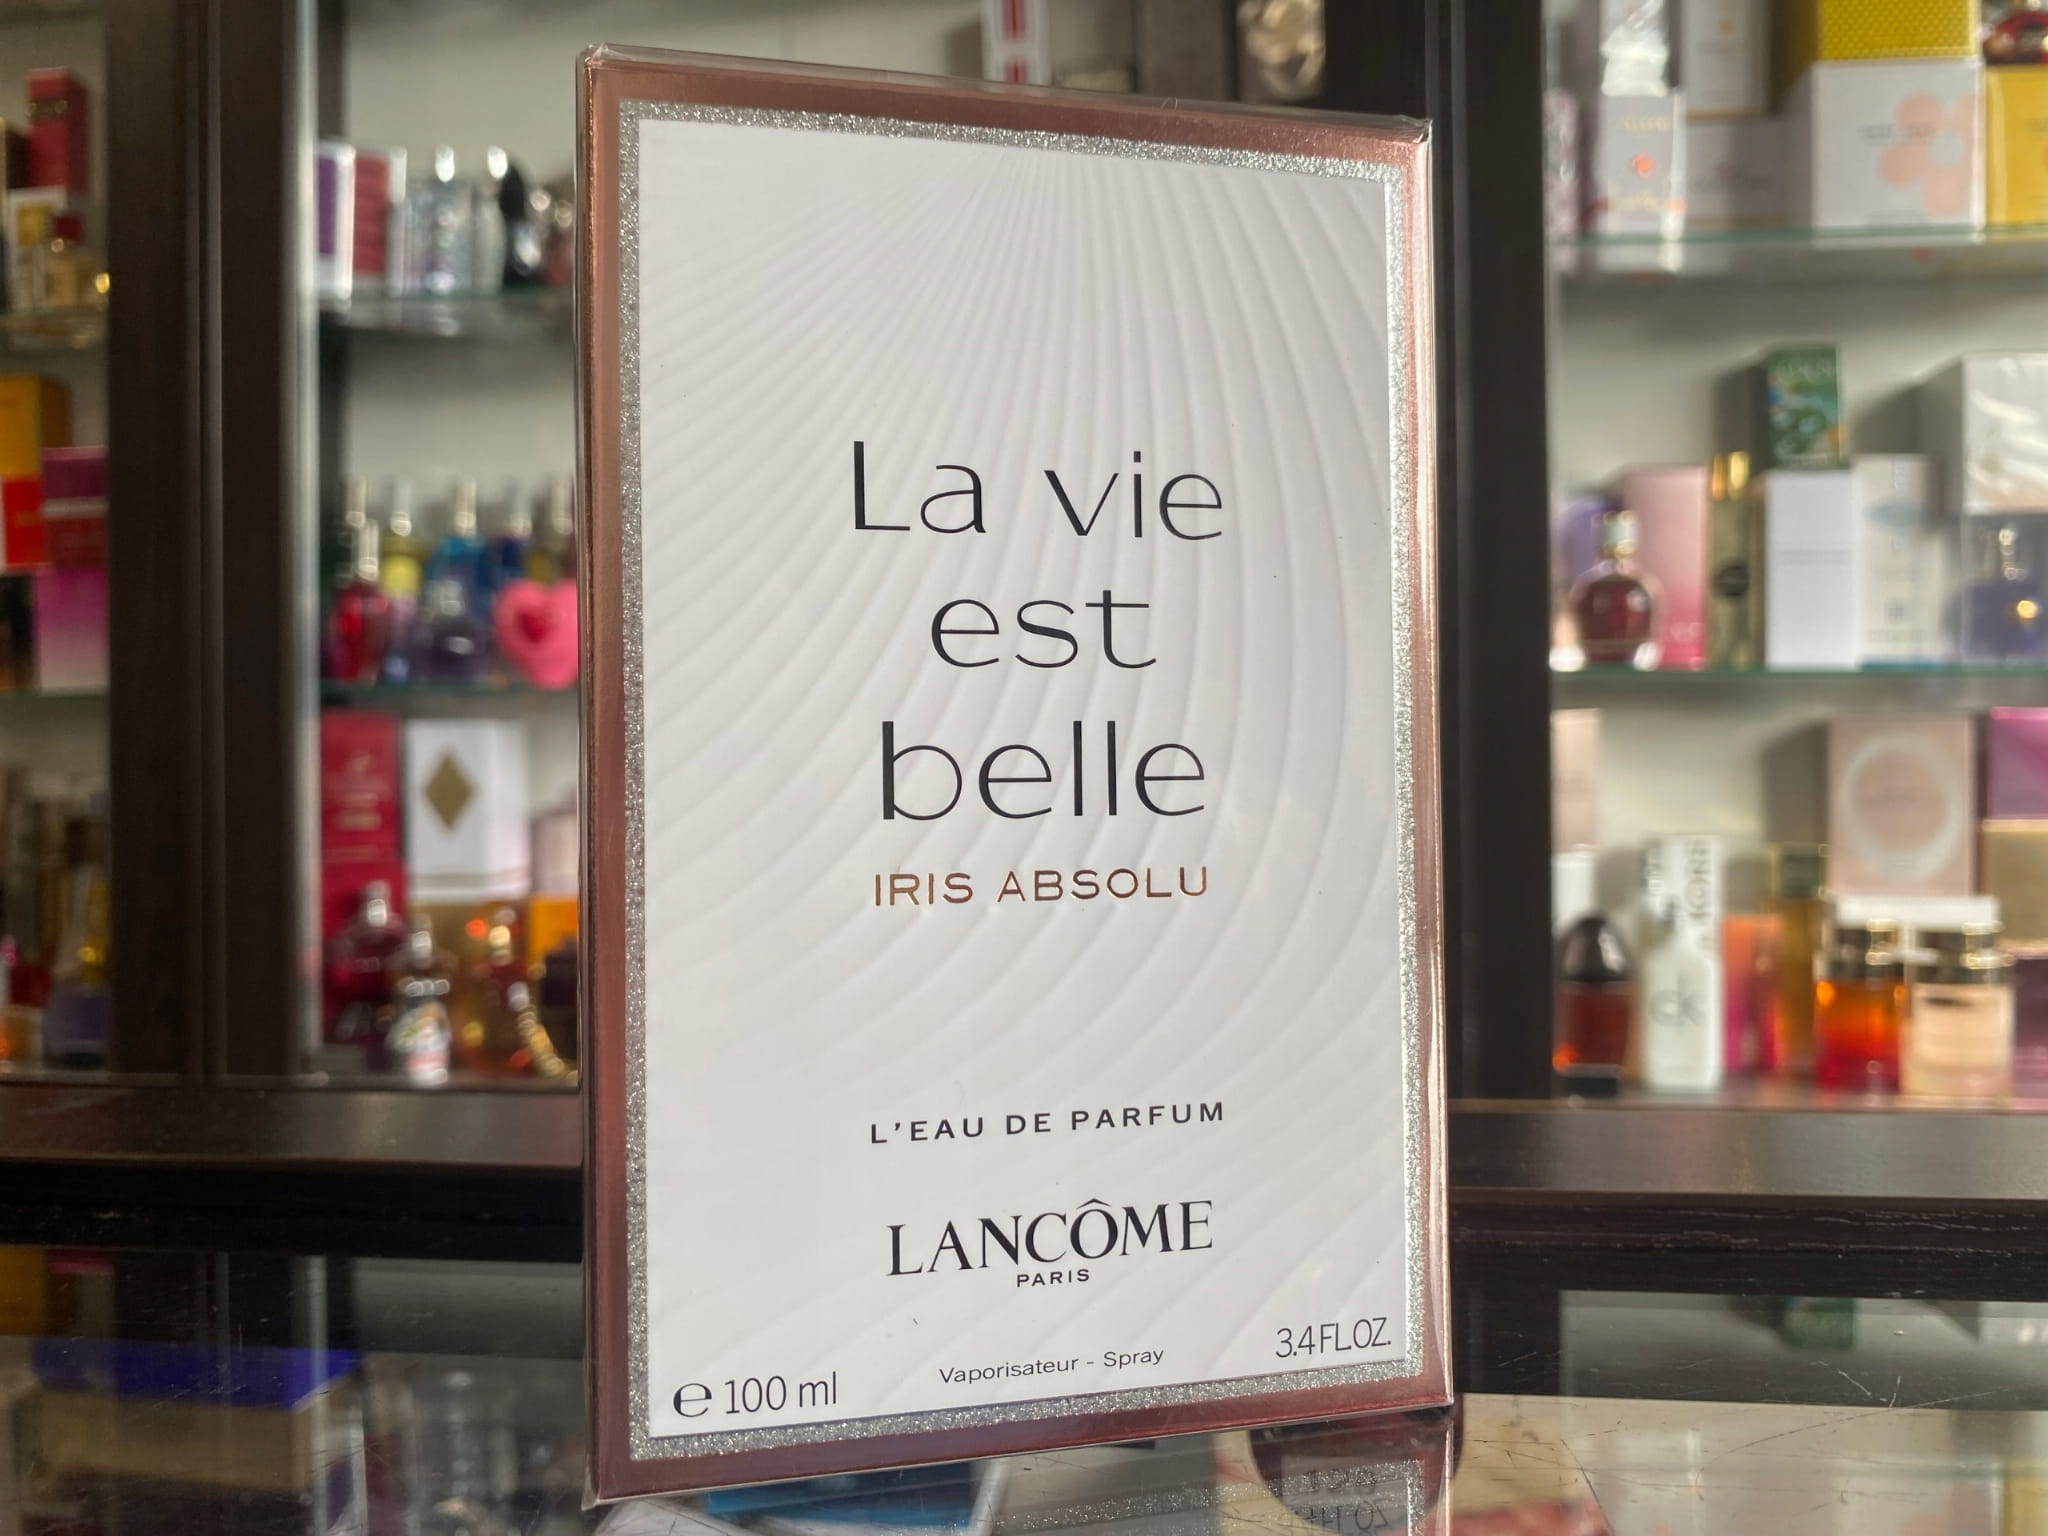 La vie
est
belle
IRIS ABSOLU
L'EAU DE PARFUM
LANCÔME
PARIS
Vaporisateur - Spray
3.4 FL.OZ.
℮ 100 ml